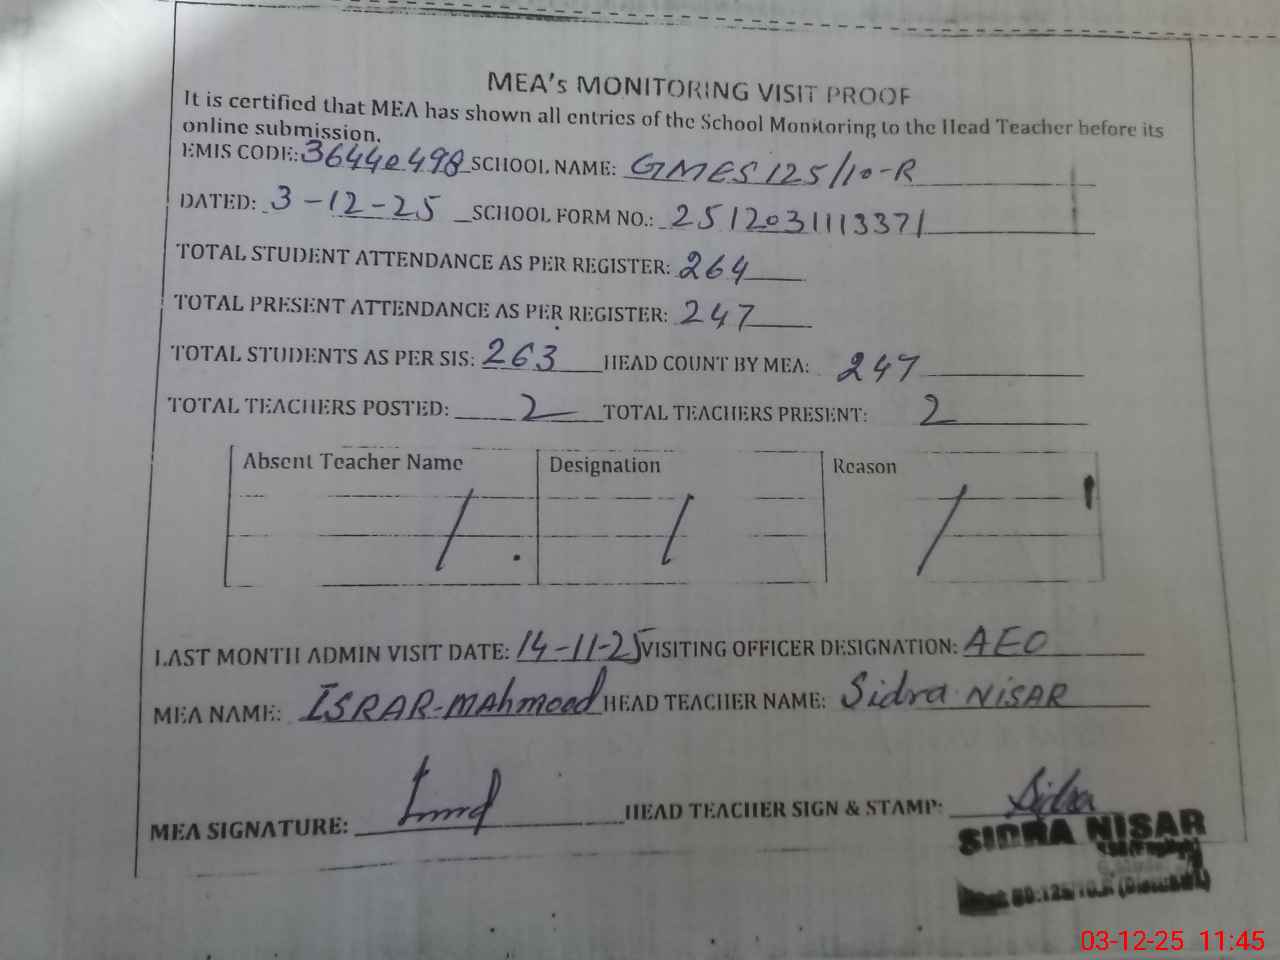 MEA's MONITORING VISIT PROOF
It is certified that MEA has shown all entries of the School Monitoring to the Head Teacher before its
online submission.
EMIS CODE: 36440498 SCHOOL NAME: GMES 125/10-R
DATED: 3-12-25 SCHOOL FORM NO.: 2512031113371
TOTAL STUDENT ATTENDANCE AS PER REGISTER: 264
TOTAL PRESENT ATTENDANCE AS PER REGISTER: 247
TOTAL STUDENTS AS PER SIS: 263 HEAD COUNT BY MEA: 247
TOTAL TEACHERS POSTED: 2 TOTAL TEACHERS PRESENT: 2
Absent Teacher Name Designation Reason
/ / /
LAST MONTH ADMIN VISIT DATE: 14-11-25 VISITING OFFICER DESIGNATION: AEO
MEA NAME: ISRAR-MAhmood HEAD TEACHER NAME: Sidra NiSAR
MEA SIGNATURE: HEAD TEACHER SIGN & STAMP: Sidra
SIDRA NISAR
03-12-25 11:45